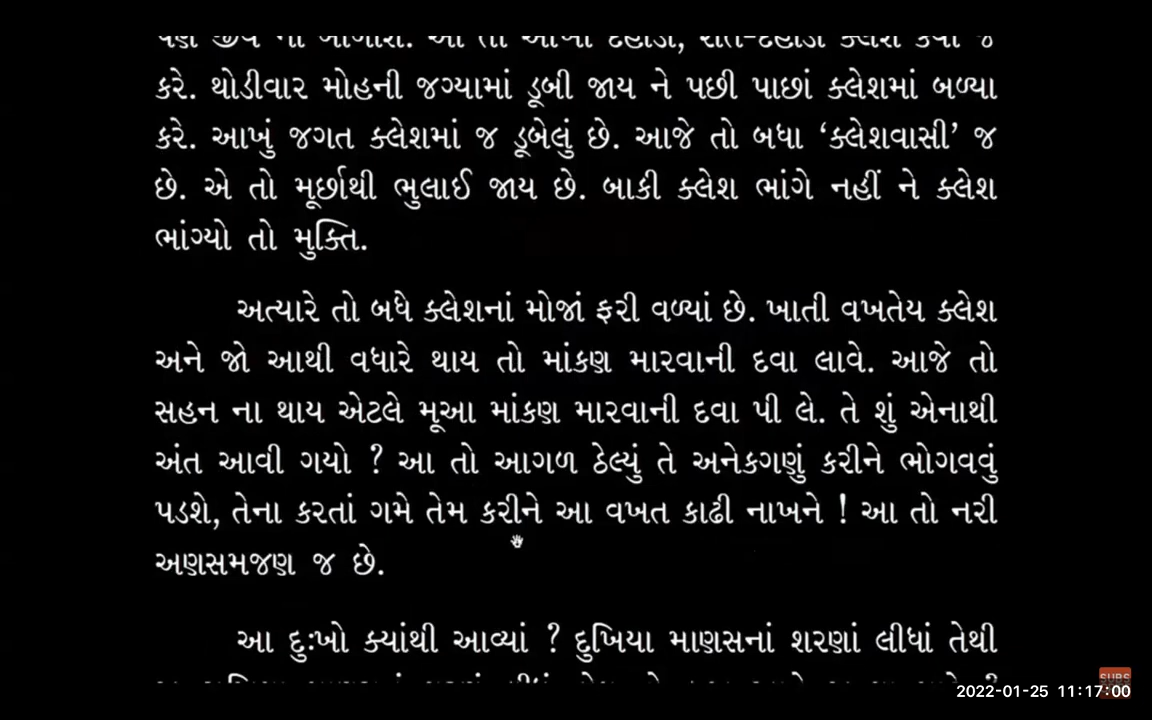 કરે. થોડીવાર મોહની જગ્યામાં ડૂબી જાય ને પછી પાછાં ક્લેશમાં બળ્યા
કરે. આખું જગત ક્લેશમાં જ ડૂબેલું છે. આજે તો બધા ‘ક્લેશવાસી’ જ
છે. એ તો મૂર્છાથી ભુલાઈ જાય છે. બાકી ક્લેશ ભાંગે નહીં ને ક્લેશ
ભાંગ્યો તો મુક્તિ.
અત્યારે તો બધે ક્લેશનાં મોજાં ફરી વળ્યાં છે. ખાતી વખતેય ક્લેશ
અને જો આથી વધારે થાય તો માંકણ મારવાની દવા લાવે. આજે તો
સહન ના થાય એટલે મૂઆ માંકણ મારવાની દવા પી લે. તે શું એનાથી
અંત આવી ગયો ? આ તો આગળ ઠેલ્યું તે અનેકગણું કરીને ભોગવવું
પડશે, તેના કરતાં ગમે તેમ કરીને આ વખત કાઢી નાખને ! આ તો નરી
અણસમજણ જ છે.
આ દુઃખો ક્યાંથી આવ્યાં ? દુખિયા માણસનાં શરણાં લીધાં તેથી
SUBS
2022-01-25 11:17:00